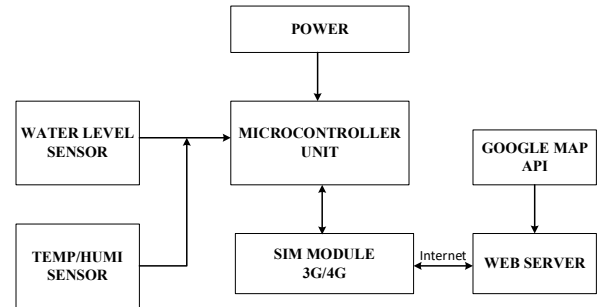 POWER
WATER LEVEL
SENSOR
MICROCONTROLLER
UNIT
GOOGLE MAP
API
TEMP/HUMI
SENSOR
SIM MODULE
3G/4G
Internet
WEB SERVER